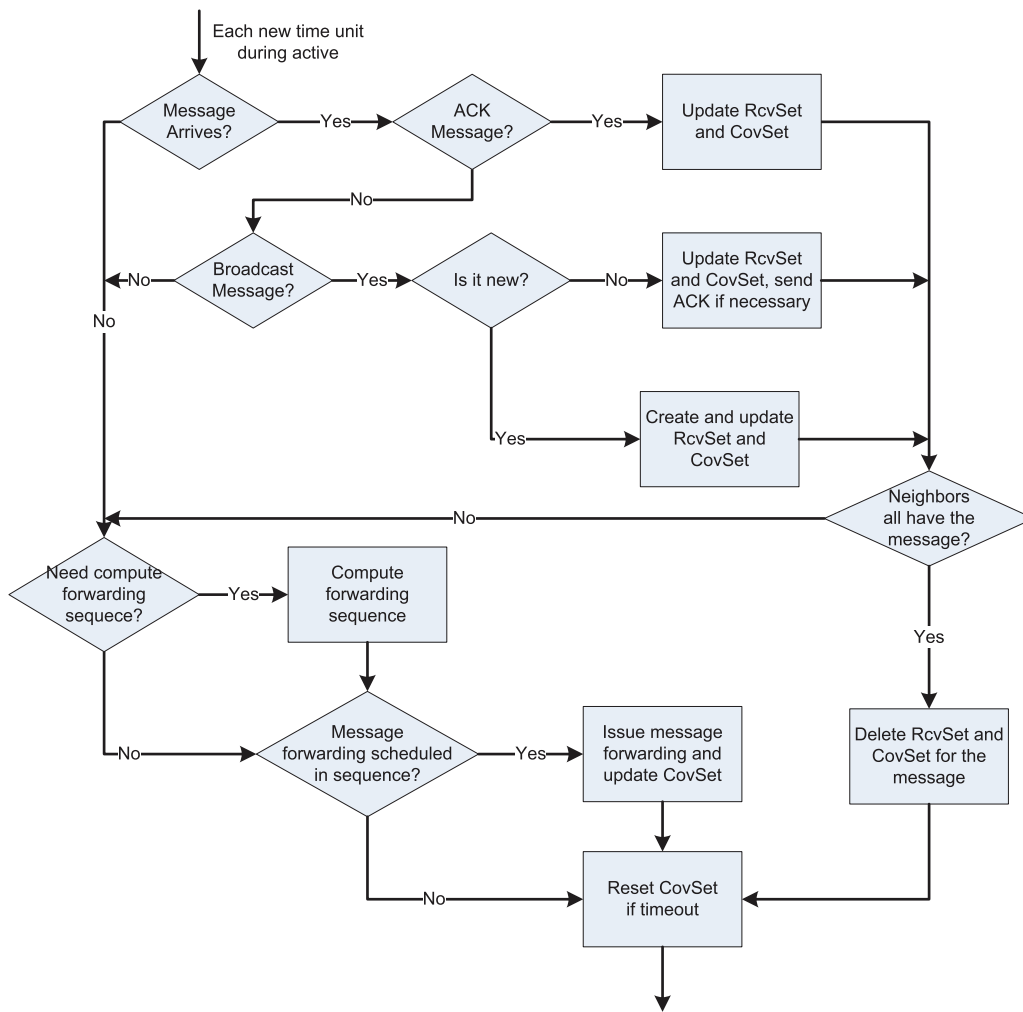 Each new time unit
during active
Message
Arrives?
Yes
ACK
Message?
Yes
Update RcvSet
and CovSet
No
Broadcast
Message?
No
Yes
Is it new?
No
Update RcvSet
and CovSet, send
ACK if necessary
No
Yes
Create and update
RcvSet and
CovSet
Neighbors
all have the
message?
No
Need compute
forwarding
sequece?
Yes
Compute
forwarding
sequence
Yes
No
Message
forwarding scheduled
in sequence?
Yes
Issue message
forwarding and
update CovSet
Delete RcvSet and
CovSet for the
message
No
Reset CovSet
if timeout